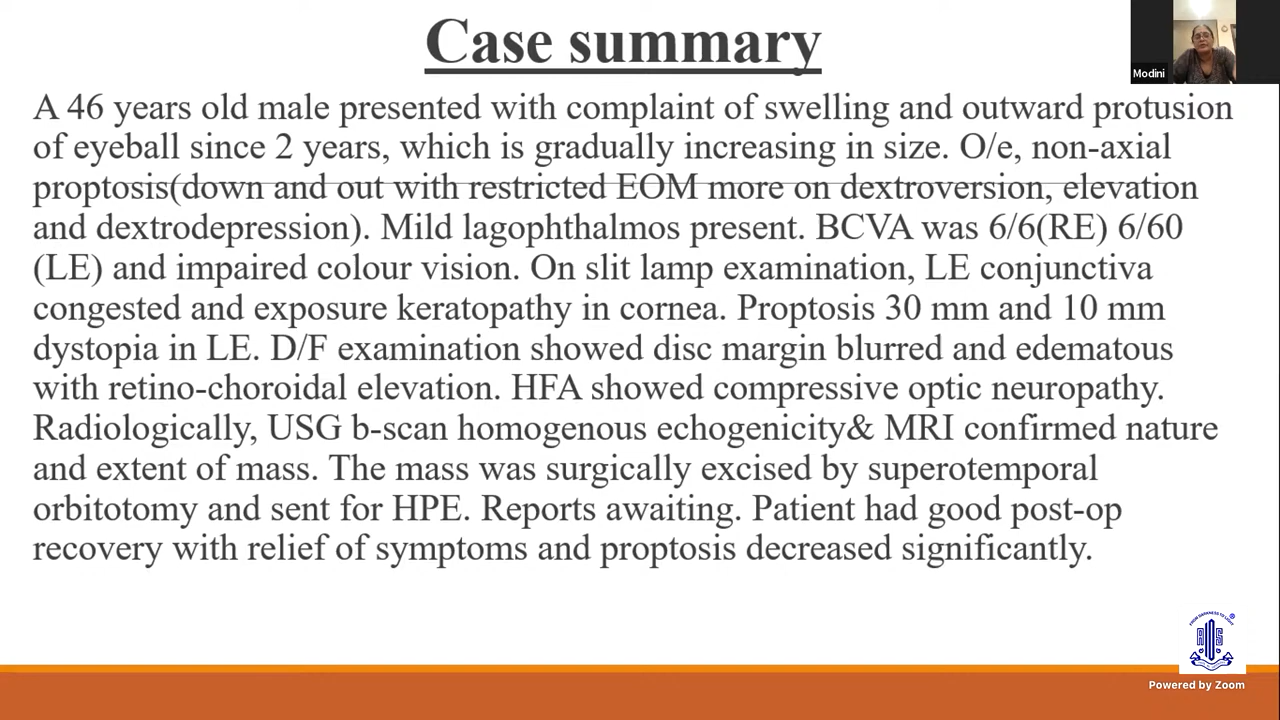 Case summary
Modini
A 46 years old male presented with complaint of swelling and outward protusion
of eyeball since 2 years, which is gradually increasing in size. O/e, non-axial
proptosis(down and out with restricted EOM more on dextroversion, elevation
and dextrodepression). Mild lagophthalmos present. BCVA was 6/6(RE) 6/60
(LE) and impaired colour vision. On slit lamp examination, LE conjunctiva
congested and exposure keratopathy in cornea. Proptosis 30 mm and 10 mm
dystopia in LE. D/F examination showed disc margin blurred and edematous
with retino-choroidal elevation. HFA showed compressive optic neuropathy.
Radiologically, USG b-scan homogenous echogenicity& MRI confirmed nature
and extent of mass. The mass was surgically excised by superotemporal
orbitotomy and sent for HPE. Reports awaiting. Patient had good post-op
recovery with relief of symptoms and proptosis decreased significantly.
Powered by Zoom